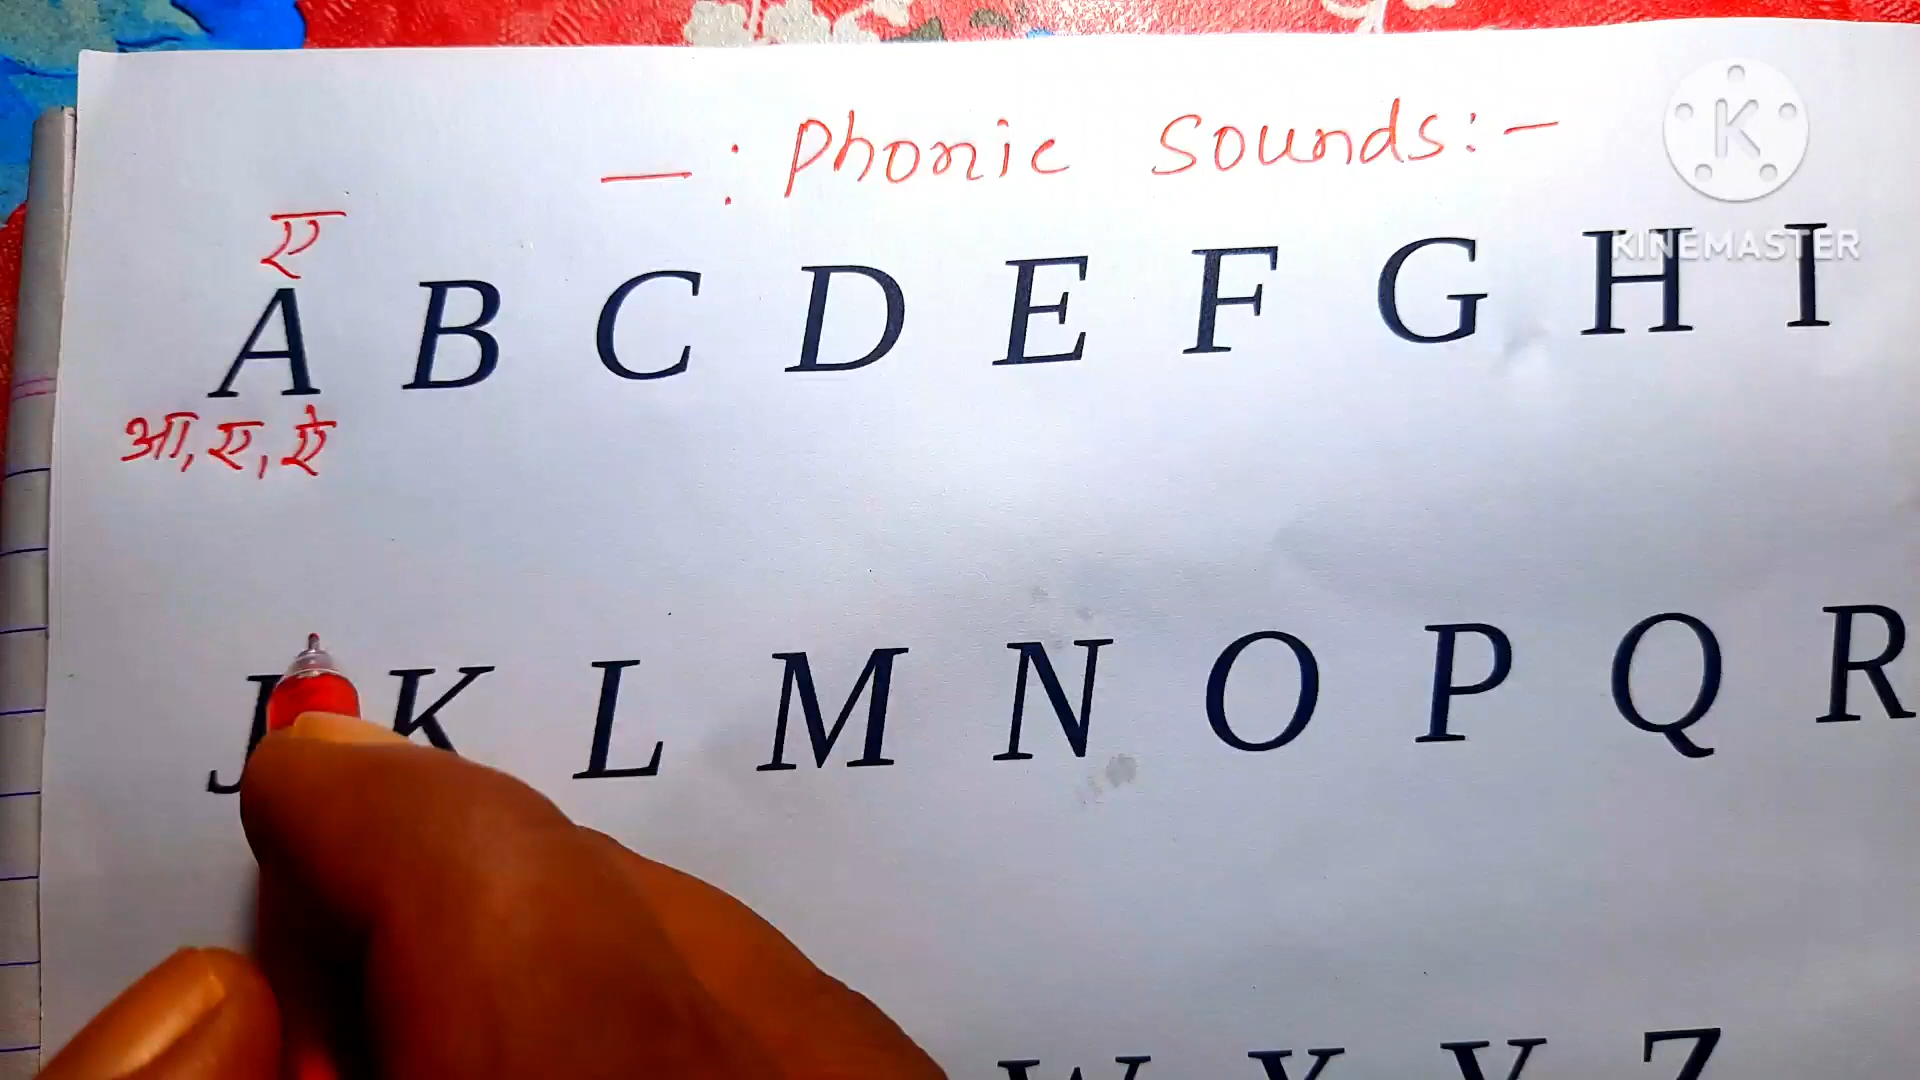 -: Phonic Sounds:-
K
KINEMASTER
ए
A B C D E F G H I
आ, ए, ऐ
J K L M N O P Q R
W X Y Z